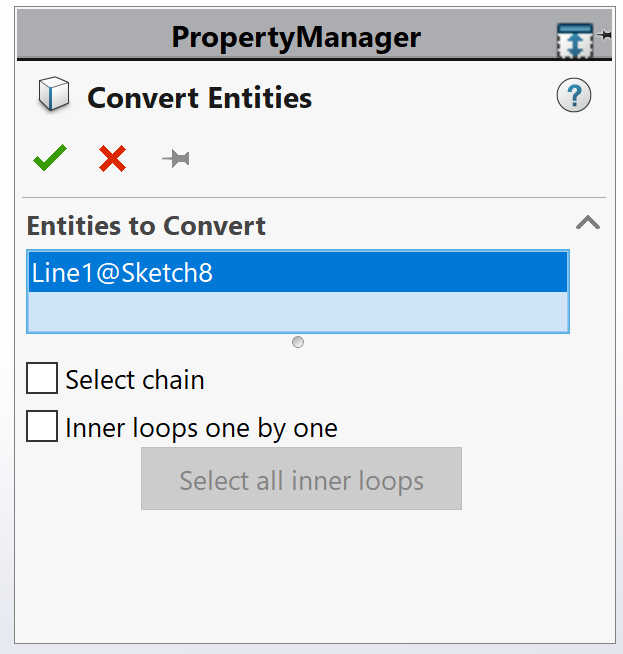 PropertyManager
Convert Entities
?
Entities to Convert
Line1@Sketch8
Select chain
Inner loops one by one
Select all inner loops